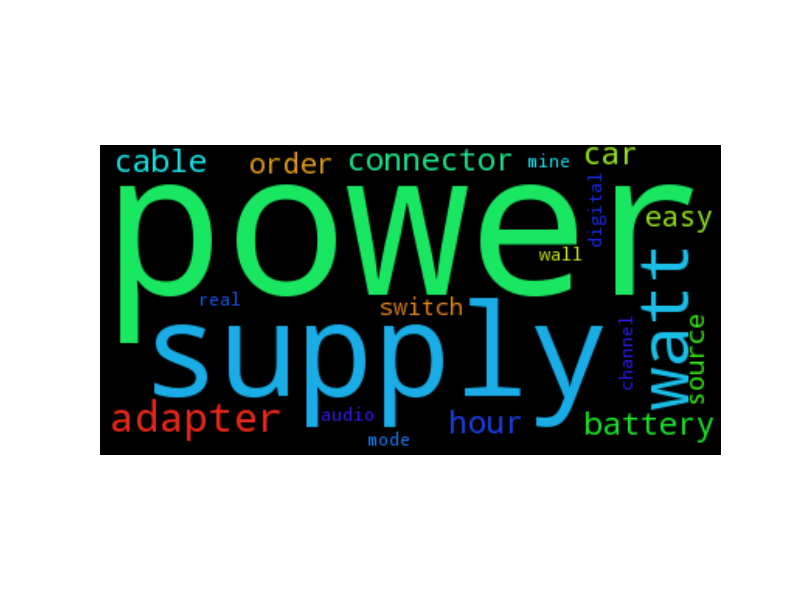 cable order connector mine car
power
digital
easy
wall
watt
real
switch
supply
channel
source
adapter
audio
hour
battery
mode